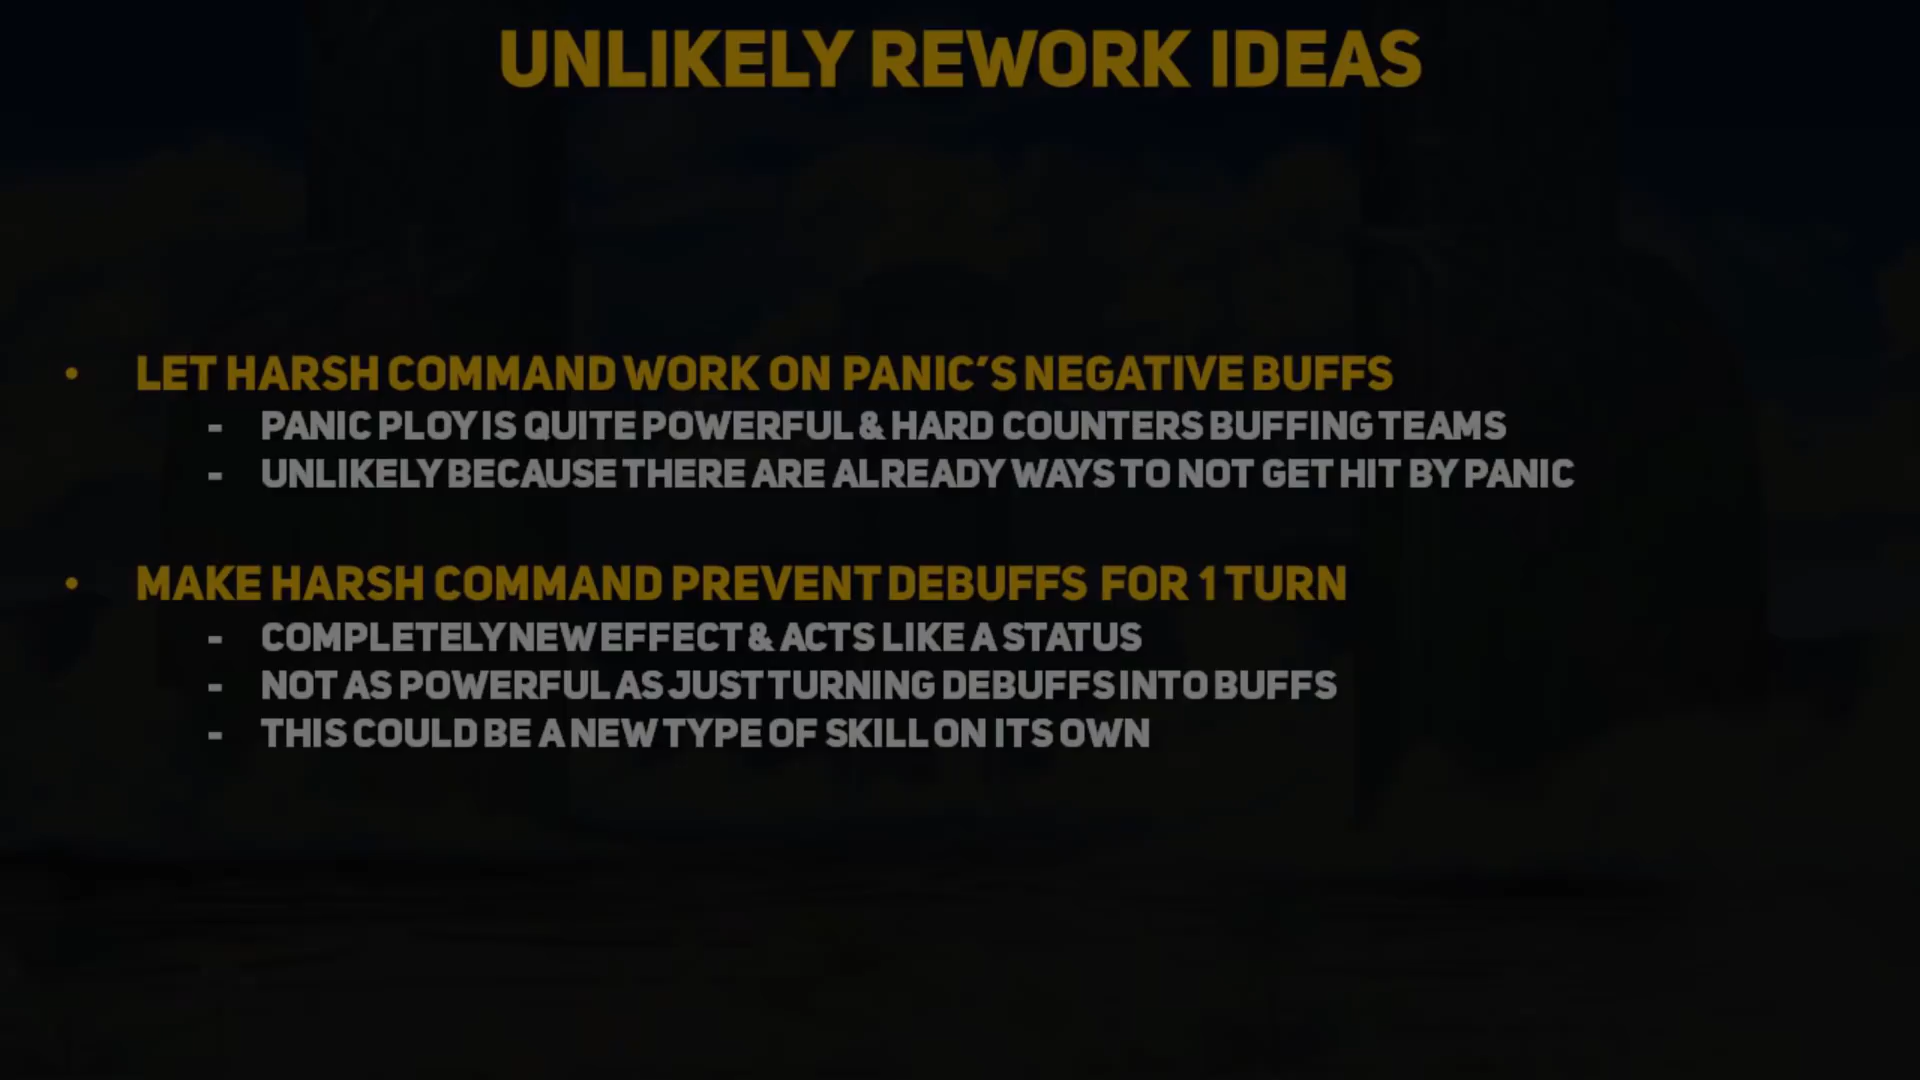 UNLIKELY REWORK IDEAS
• LET HARSH COMMAND WORK ON PANIC'S NEGATIVE BUFFS
- PANIC PLOY IS QUITE POWERFUL & HARD COUNTERS BUFFING TEAMS
- UNLIKELY BECAUSE THERE ARE ALREADY WAYS TO NOT GET HIT BY PANIC
• MAKE HARSH COMMAND PREVENT DEBUFFS FOR 1 TURN
- COMPLETELY NEW EFFECT & ACTS LIKE A STATUS
- NOT AS POWERFUL AS JUST TURNING DEBUFFS INTO BUFFS
- THIS COULD BE A NEW TYPE OF SKILL ON ITS OWN